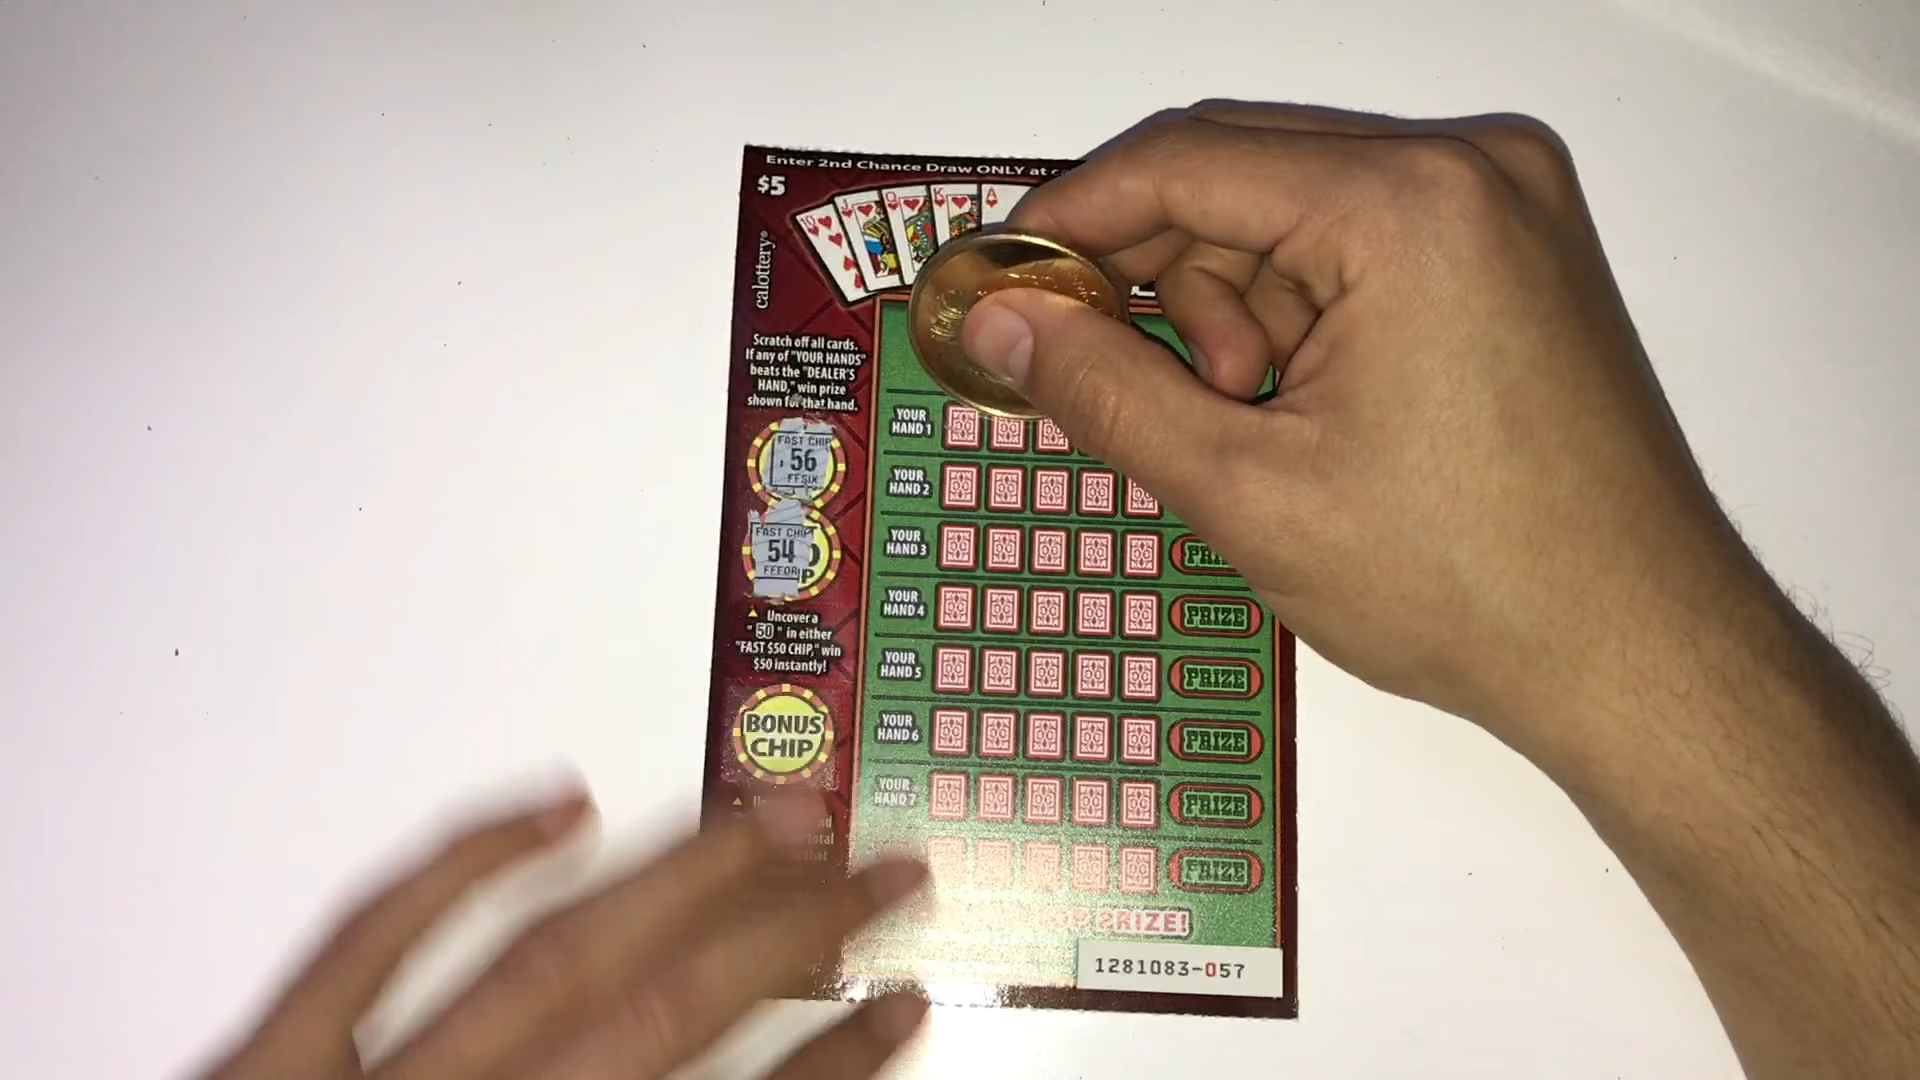 Enter 2nd Chance Draw ONLY at
$5
10 J Q K A
calottery®
Scratch off all cards.
If any of "YOUR HANDS"
beats the "DEALER'S
HAND," win prize
shown for that hand.
FAST CHIP
56
FFSIX
FAST CHIP
54
FFFOR
Uncover a
"50" in either
"FAST $50 CHIP," win
$50 instantly!
BONUS
CHIP
YOUR
HAND 1
YOUR
HAND 2
YOUR
HAND 3
YOUR
HAND 4
PRIZE
YOUR
HAND 5
PRIZE
YOUR
HAND 6
PRIZE
YOUR
HAND 7
PRIZE
PRIZE
FOR PRIZE!
1281083-057